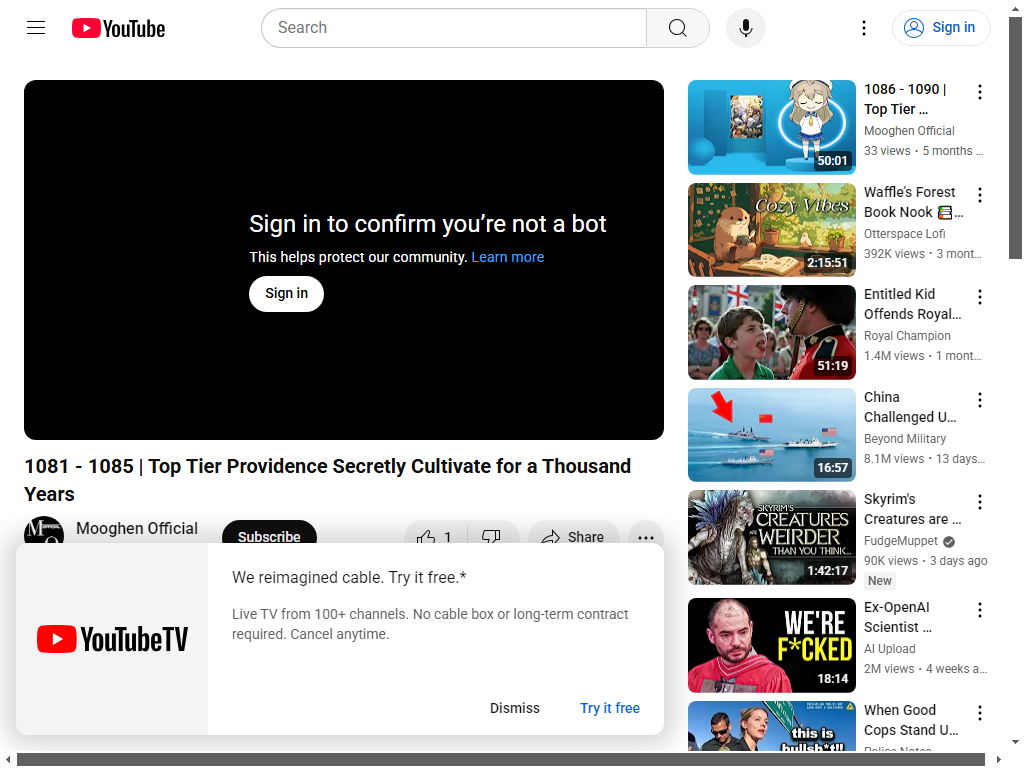 YouTube
Search
Sign in
Sign in to confirm you’re not a bot
This helps protect our community. Learn more
Sign in
1081 - 1085 | Top Tier Providence Secretly Cultivate for a Thousand
Years
Mooghen Official
Subscribe
1
Share
YouTubeTV
We reimagined cable. Try it free.*
Live TV from 100+ channels. No cable box or long-term contract
required. Cancel anytime.
Dismiss
Try it free
50:01
1086 - 1090 |
Top Tier ...
Mooghen Official
33 views • 5 months ...
Cozy Vibes
2:15:51
Waffle’s Forest
Book Nook 📚...
Otterspace Lofi
392K views • 3 mont...
51:19
Entitled Kid
Offends Royal...
Royal Champion
1.4M views • 1 mont...
16:57
China
Challenged U...
Beyond Military
8.1M views • 13 days...
SKYRIM'S
CREATURES
ARE WEIRDER
THAN YOU THINK...
1:42:17
Skyrim's
Creatures are ...
FudgeMuppet
90K views • 3 days ago
New
WE'RE
F*CKED
18:14
Ex-OpenAI
Scientist ...
AI Upload
2M views • 4 weeks a...
this is
bullsh*t!!
When Good
Cops Stand U...
Police Notes